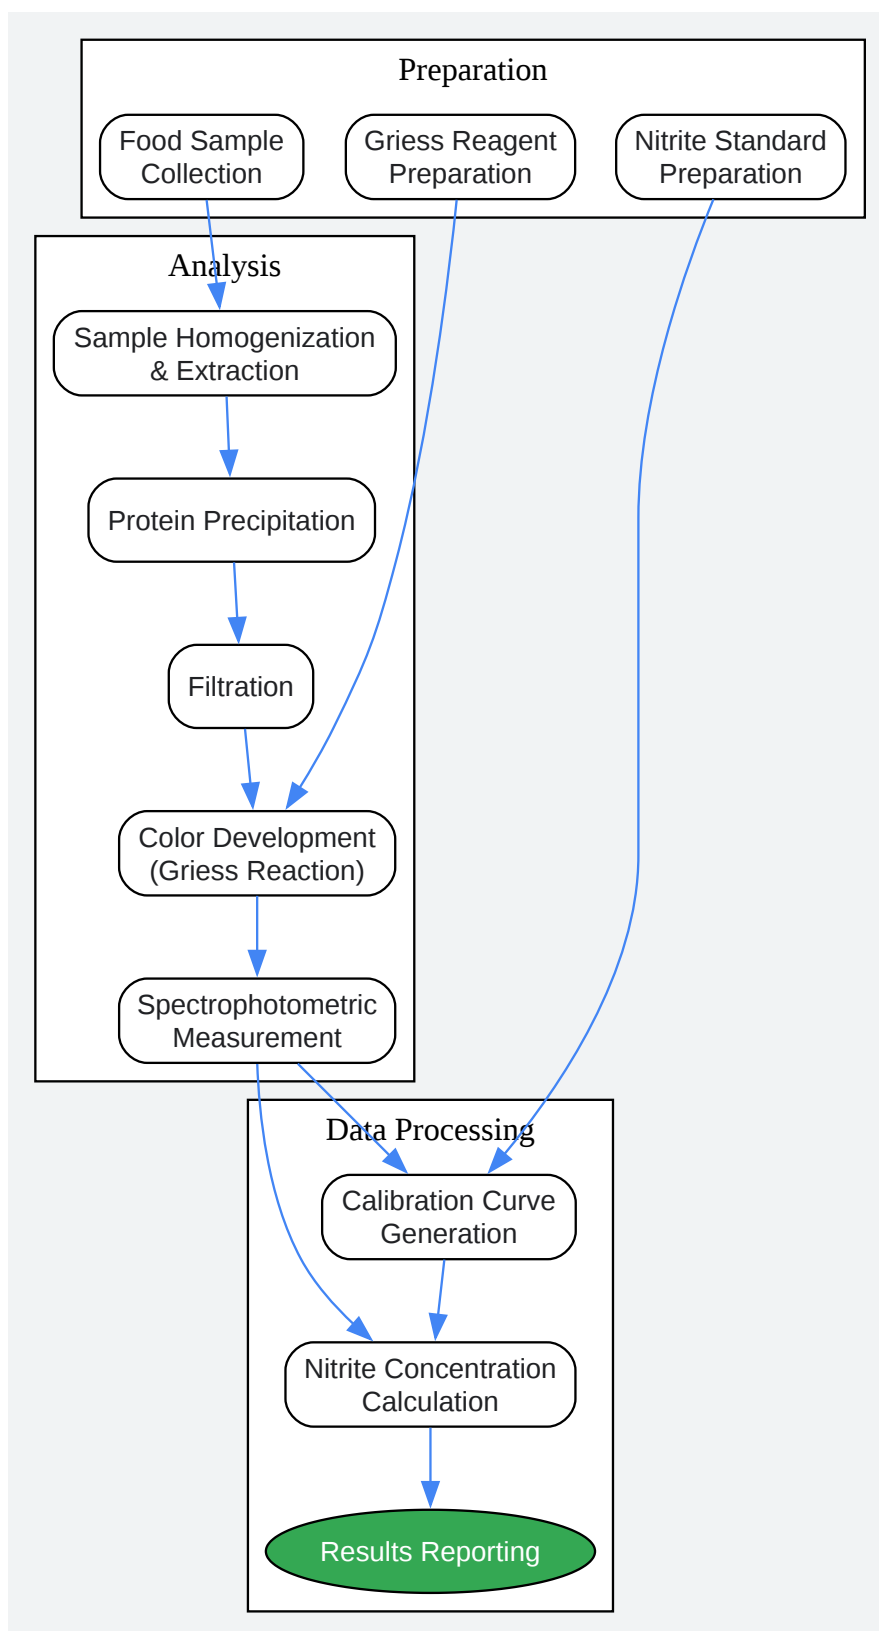 Preparation
Food Sample
Collection
Griess Reagent
Preparation
Nitrite Standard
Preparation
Analysis
Sample Homogenization
& Extraction
Protein Precipitation
Filtration
Color Development
(Griess Reaction)
Spectrophotometric
Measurement
Data Processing
Calibration Curve
Generation
Nitrite Concentration
Calculation
Results Reporting